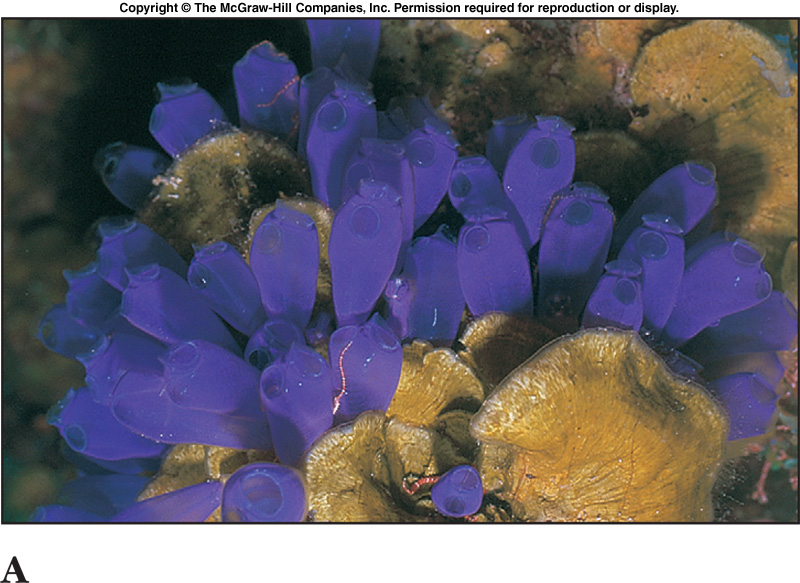 Copyright © The McGraw-Hill Companies, Inc. Permission required for reproduction or display.
A